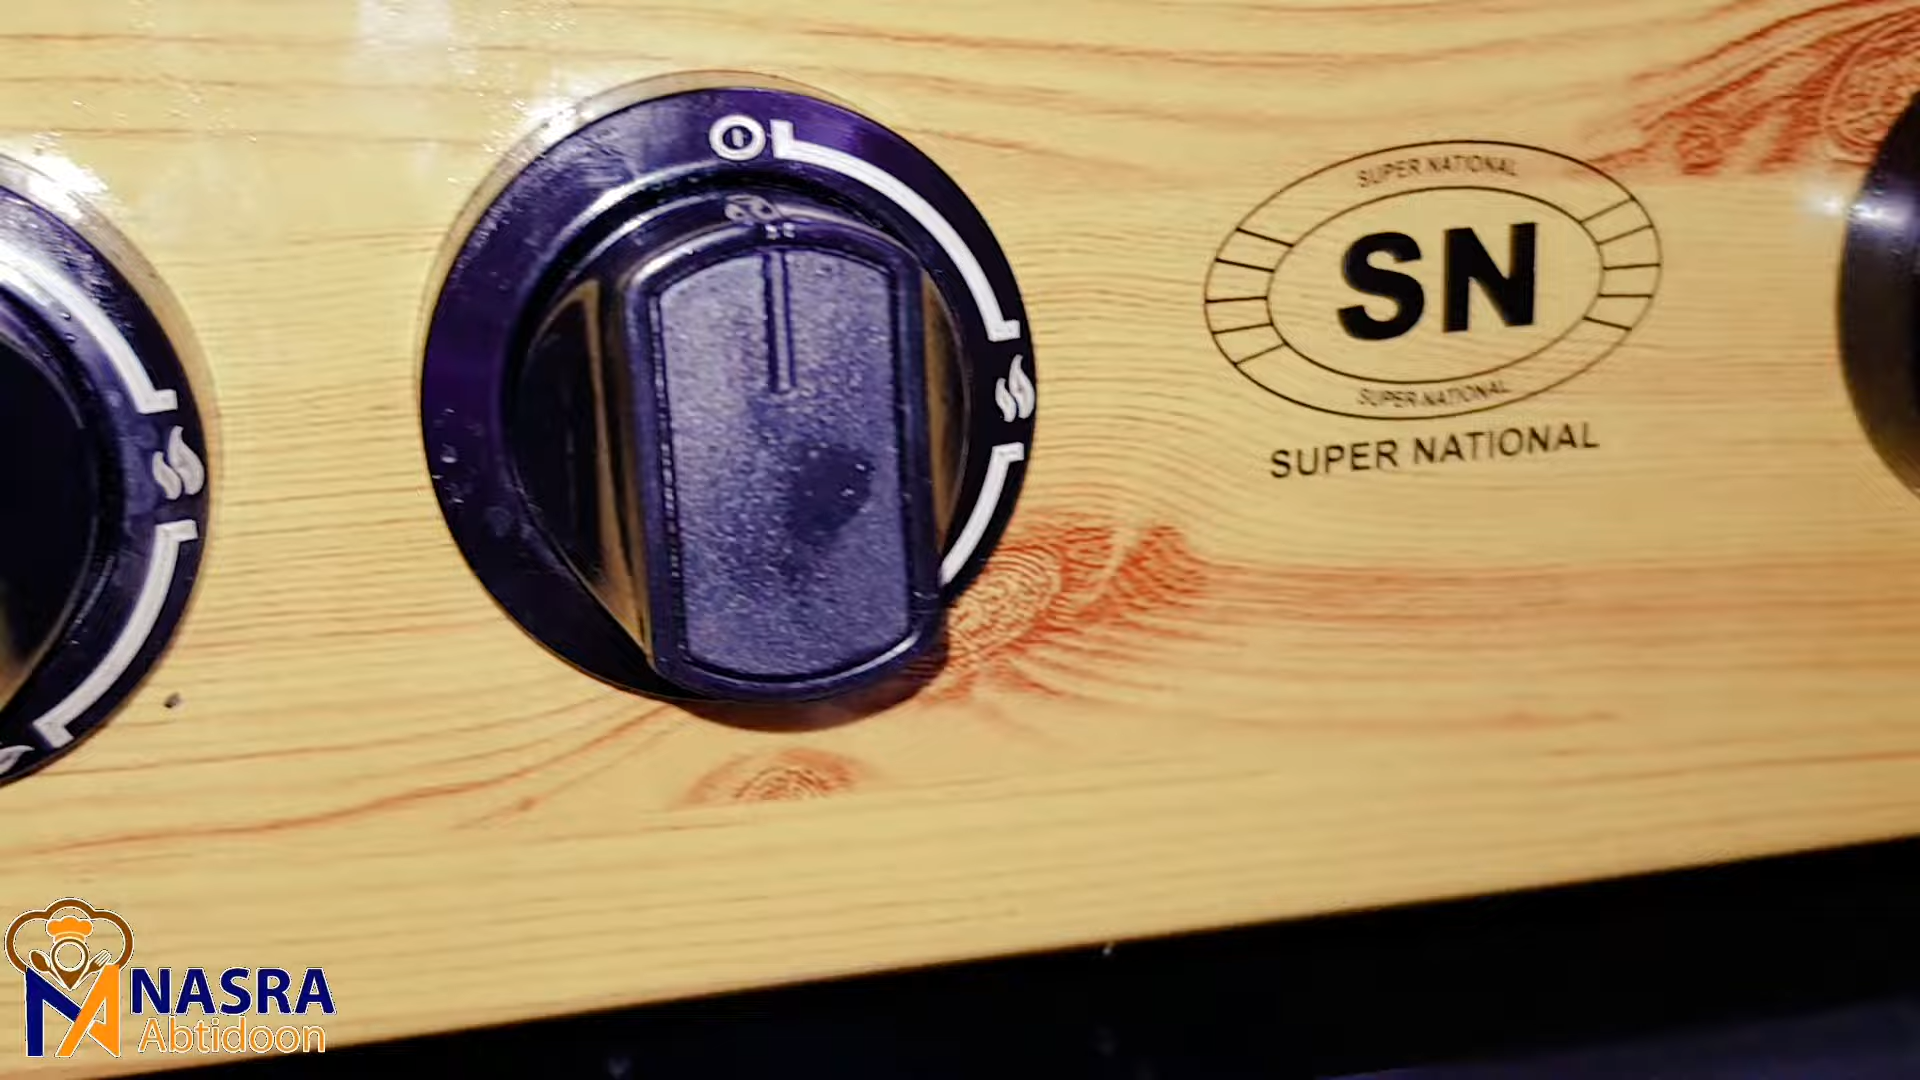 SUPER NATIONAL
SN
SUPER NATIONAL
SUPER NATIONAL
NASRA
Abtidoon